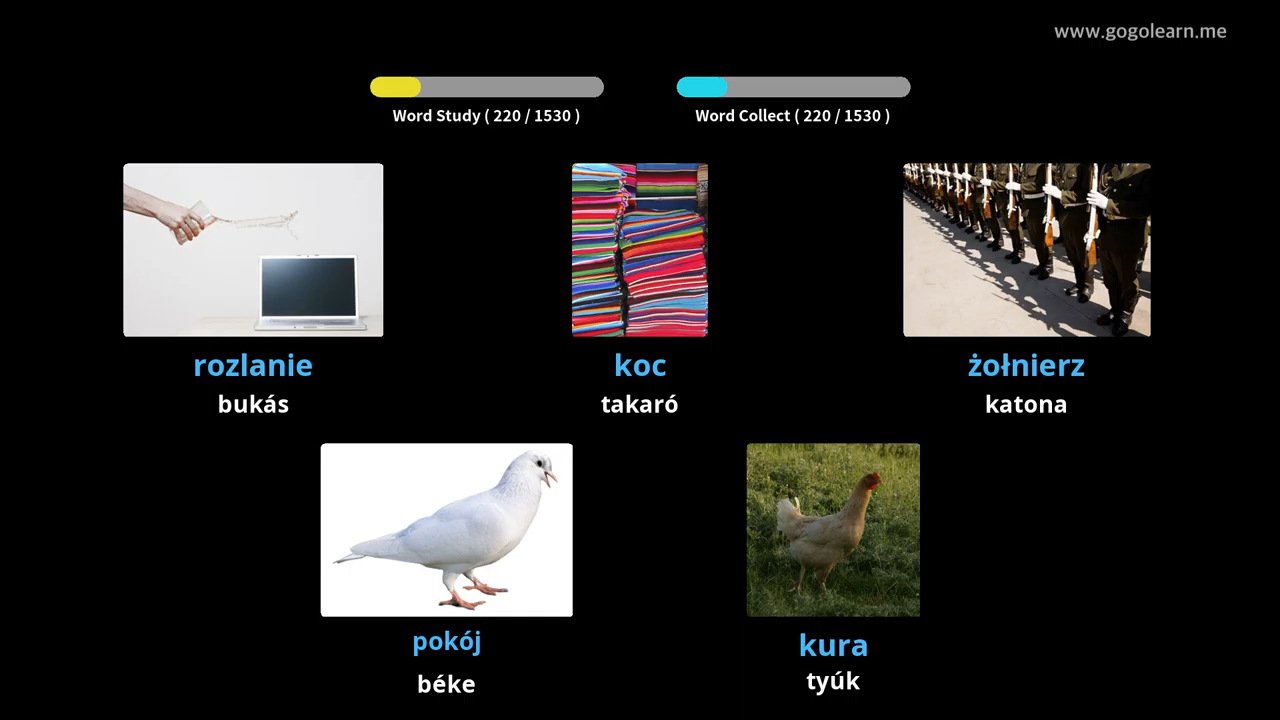 www.gogolearn.me
Word Study ( 220 / 1530 )
Word Collect ( 220 / 1530 )
rozlanie
bukás
koc
takaró
żołnierz
katona
pokój
béke
kura
tyúk